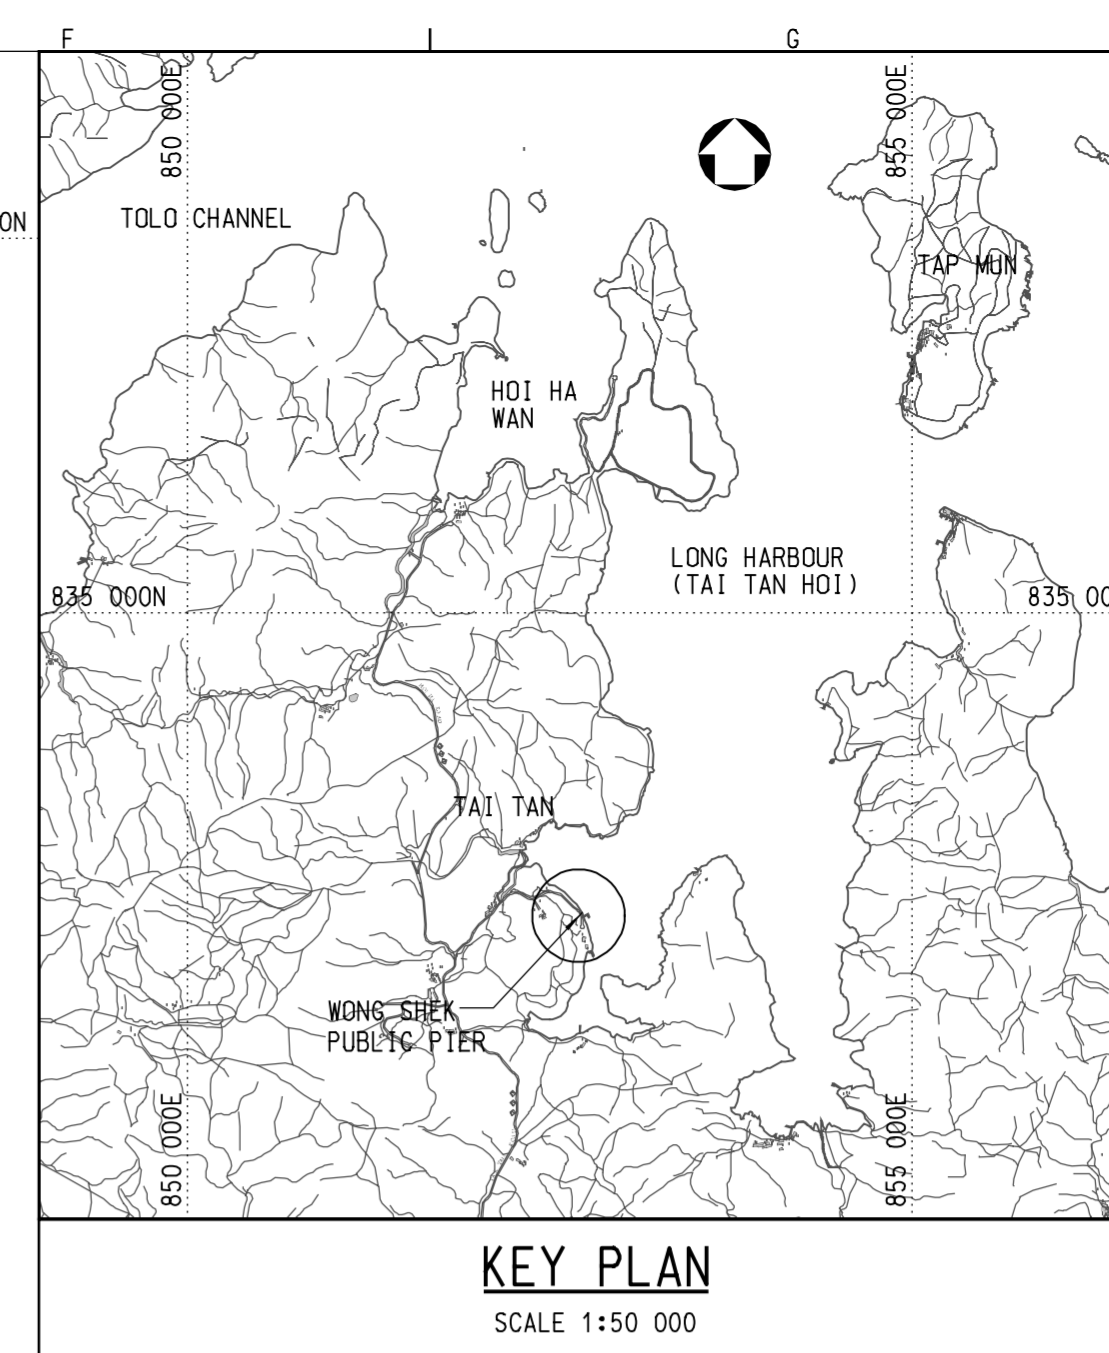 F
G
850 000E
855 000E
0N
TOLO CHANNEL
TAP MUN
HOI HA
WAN
LONG HARBOUR
(TAI TAN HOI)
835 000N
835 00
TAI TAN
WONG SHEK
PUBLIC PIER
850 000E
855 000E
KEY PLAN
SCALE 1:50 000